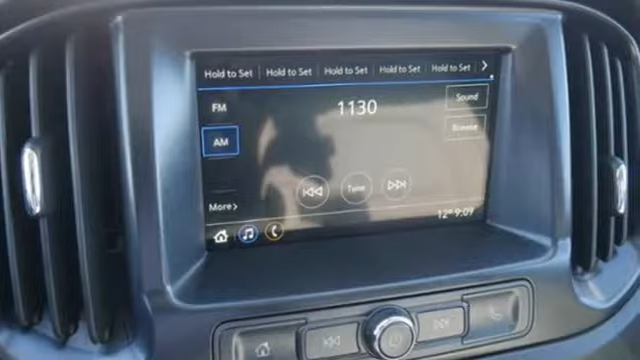 Hold to Set Hold to Set Hold to Set Hold to Set Hold to Set >
FM 1130 Sound
AM Browse
Tune
More >
12° 9:07